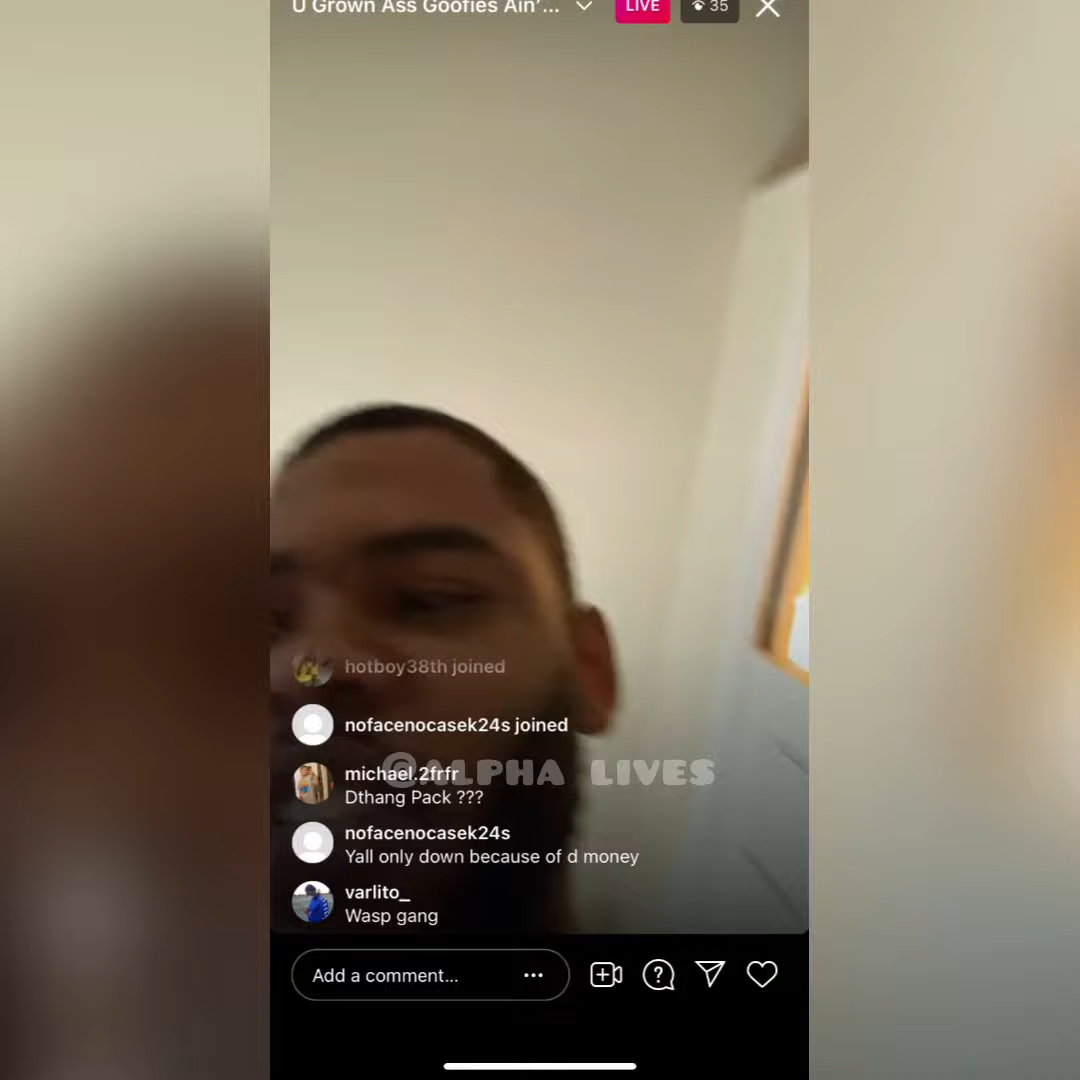 U Grown Ass Goofies Ain'...
LIVE
35
hotboy38th joined
nofacenocasek24s joined
@ALPHA LIVES
michael.2frfr
Dthang Pack ???
nofacenocasek24s
Yall only down because of d money
varlito_
Wasp gang
Add a comment...